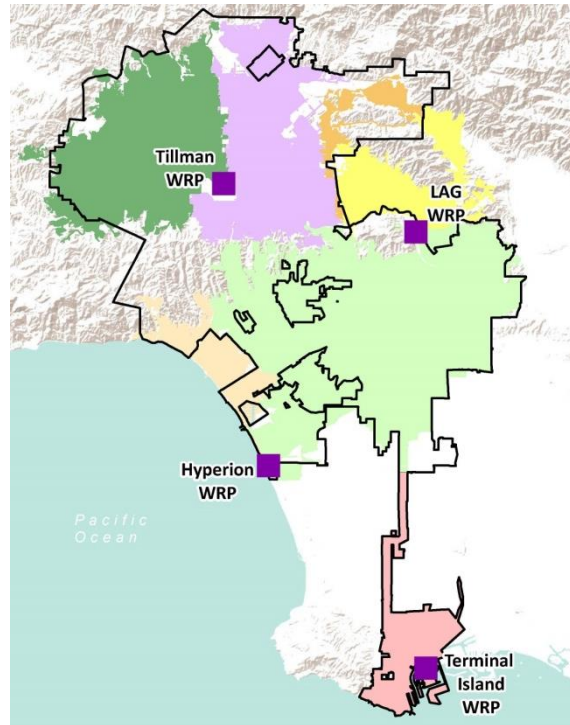 Tillman
WRP
LAG
WRP
Hyperion
WRP
Pacific
Ocean
Terminal
Island
WRP